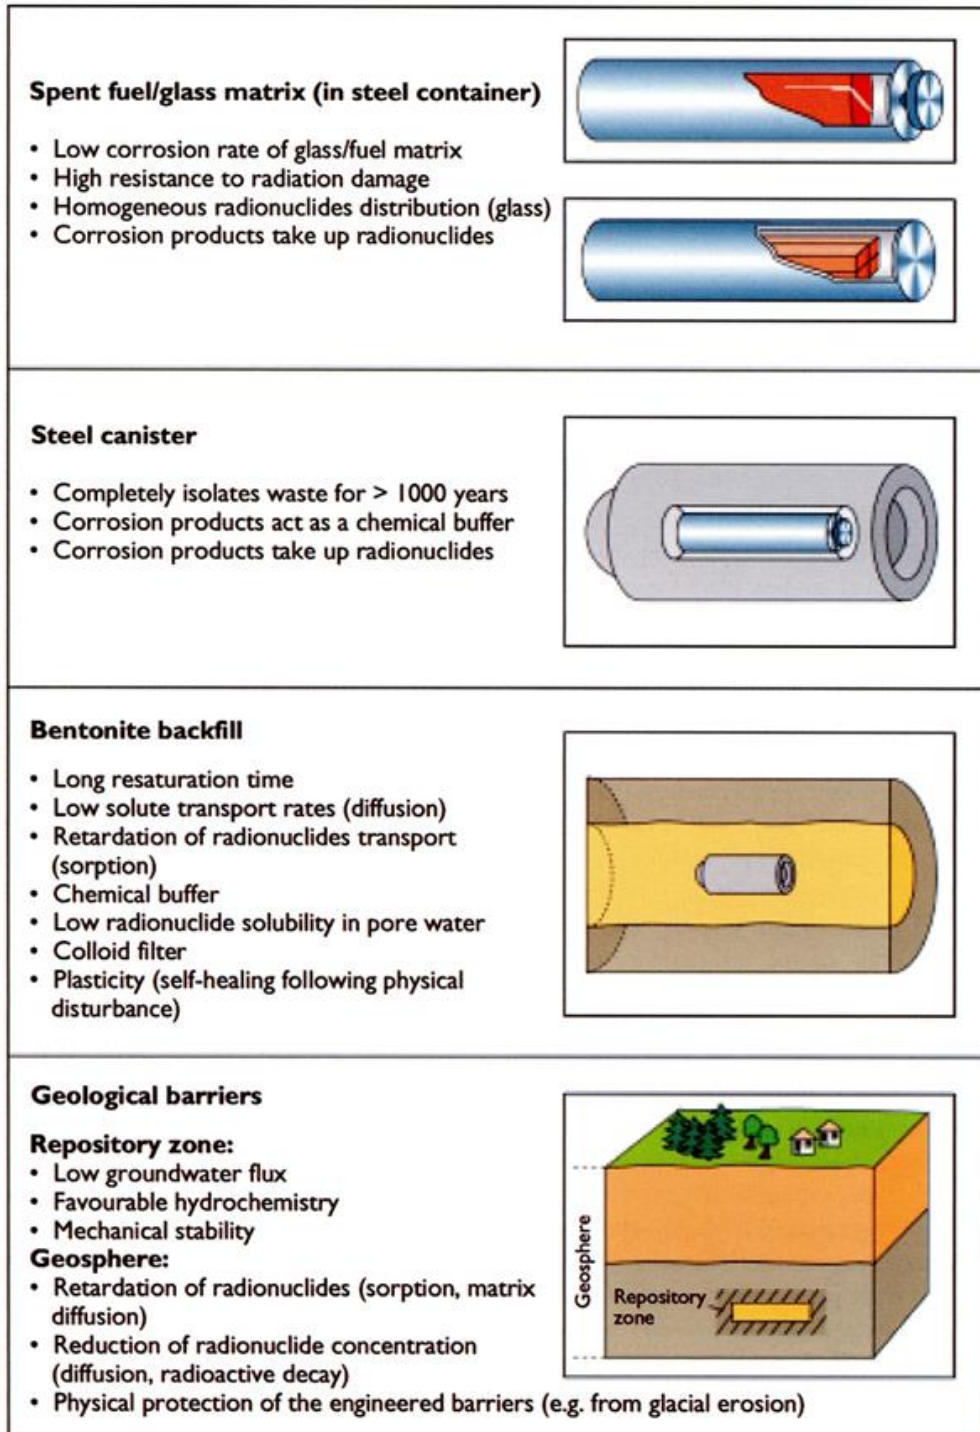 Spent fuel/glass matrix (in steel container)
• Low corrosion rate of glass/fuel matrix
• High resistance to radiation damage
• Homogeneous radionuclides distribution (glass)
• Corrosion products take up radionuclides
Steel canister
• Completely isolates waste for > 1000 years
• Corrosion products act as a chemical buffer
• Corrosion products take up radionuclides
Bentonite backfill
• Long resaturation time
• Low solute transport rates (diffusion)
• Retardation of radionuclides transport
(sorption)
• Chemical buffer
• Low radionuclide solubility in pore water
• Colloid filter
• Plasticity (self-healing following physical
disturbance)
Geological barriers
Repository zone:
• Low groundwater flux
• Favourable hydrochemistry
• Mechanical stability
Geosphere:
• Retardation of radionuclides (sorption, matrix
diffusion)
• Reduction of radionuclide concentration
(diffusion, radioactive decay)
• Physical protection of the engineered barriers (e.g. from glacial erosion)
Geosphere
Repository
zone